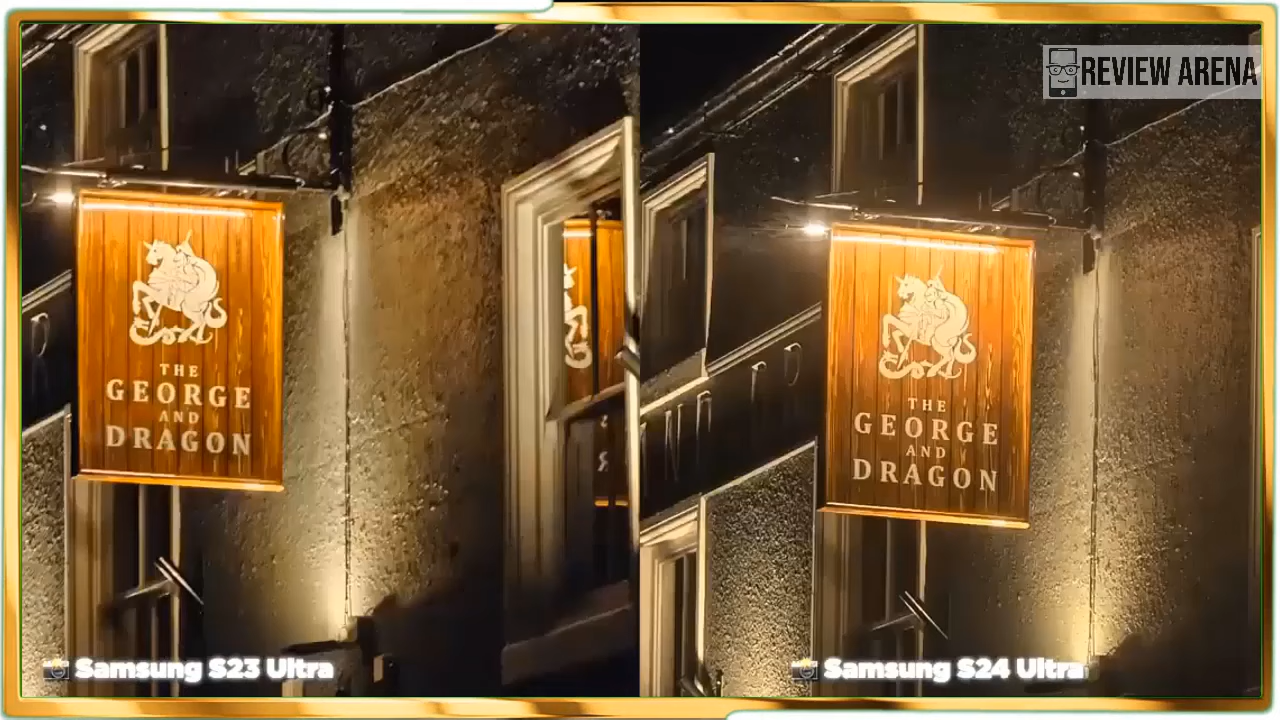 REVIEW ARENA
THE
GEORGE
AND
DRAGON
THE
GEORGE
AND
DRAGON
Samsung S23 Ultra
Samsung S24 Ultra